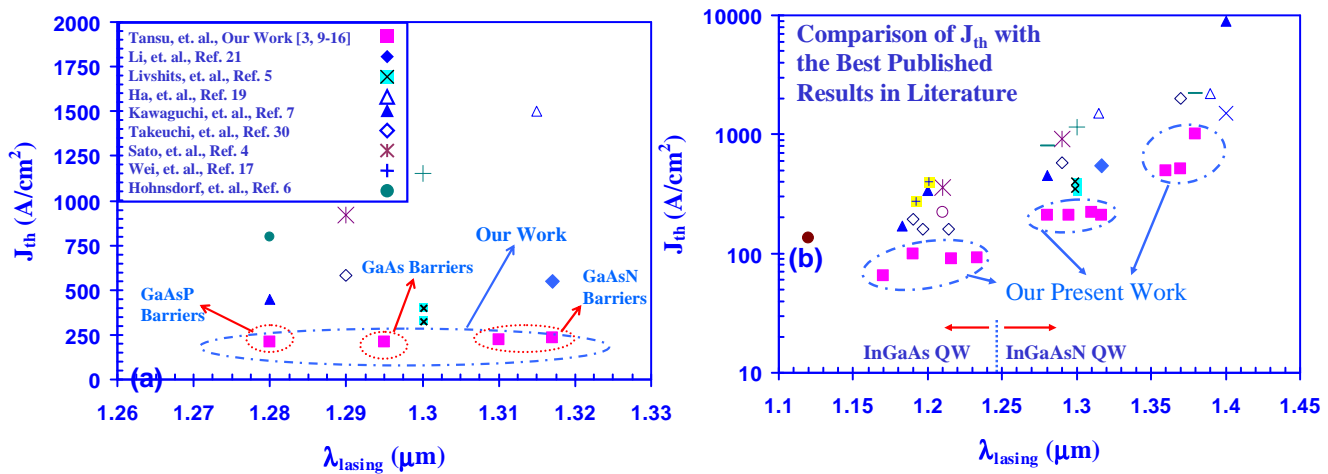 2000
1750
1500
1250
1000
750
500
250
0
J_th (A/cm²)
Tansu, et. al., Our Work [3, 9-16]
Li, et. al., Ref. 21
Livshits, et. al., Ref. 5
Ha, et. al., Ref. 19
Kawaguchi, et. al., Ref. 7
Takeuchi, et. al., Ref. 30
Sato, et. al., Ref. 4
Wei, et. al., Ref. 17
Hohnsdorf, et. al., Ref. 6
Our Work
GaAs Barriers
GaAsP
Barriers
GaAsN
Barriers
(a)
1.26 1.27 1.28 1.29 1.3 1.31 1.32 1.33
λ_lasing (μm)
10000
1000
100
10
J_th (A/cm²)
Comparison of J_th with
the Best Published
Results in Literature
(b)
Our Present Work
InGaAs QW
InGaAsN QW
1.1 1.15 1.2 1.25 1.3 1.35 1.4 1.45
λ_lasing (μm)